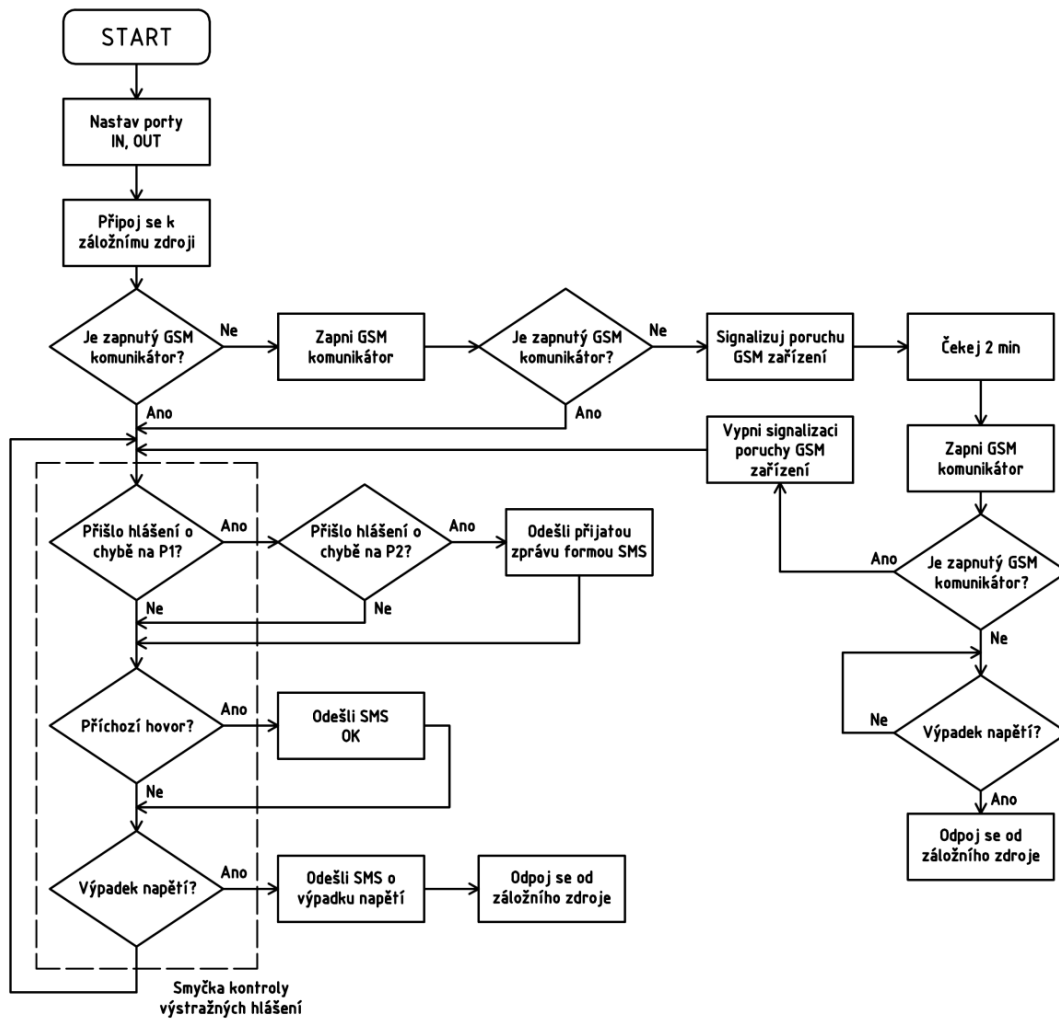 START
Nastav porty
IN, OUT
Připoj se k
záložnímu zdroji
Je zapnutý GSM
komunikátor?
Ne
Zapni GSM
komunikátor
Je zapnutý GSM
komunikátor?
Ne
Signalizuj poruchu
GSM zařízení
Čekej 2 min
Ano
Ano
Vypni signalizaci
poruchy GSM
zařízení
Zapni GSM
komunikátor
Přišlo hlášení o
chybě na P1?
Ano
Přišlo hlášení o
chybě na P2?
Ano
Odešli přijatou
zprávu formou SMS
Ano
Je zapnutý GSM
komunikátor?
Ne
Ne
Ne
Příchozí hovor?
Ano
Odešli SMS
OK
Ne
Výpadek napětí?
Ne
Ano
Výpadek napětí?
Ano
Odešli SMS o
výpadku napětí
Odpoj se od
záložního zdroje
Odpoj se od
záložního zdroje
Smyčka kontroly
výstražných hlášení